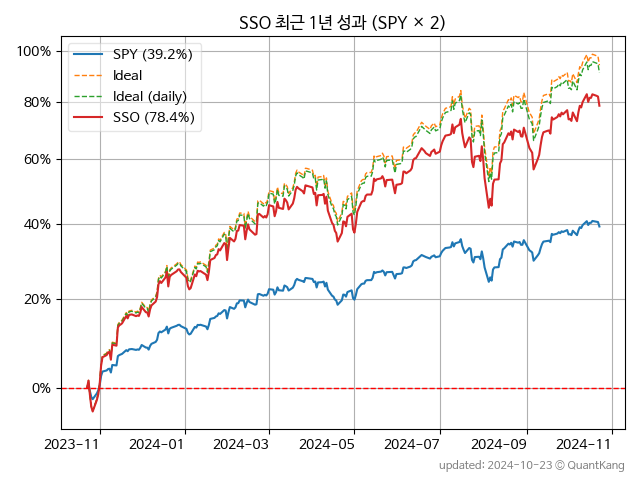 SSO 최근 1년 성과 (SPY × 2)
SPY (39.2%)
Ideal
Ideal (daily)
SSO (78.4%)
100%
80%
60%
40%
20%
0%
2023-11 2024-01 2024-03 2024-05 2024-07 2024-09 2024-11
updated: 2024-10-23 ⓒ QuantKang